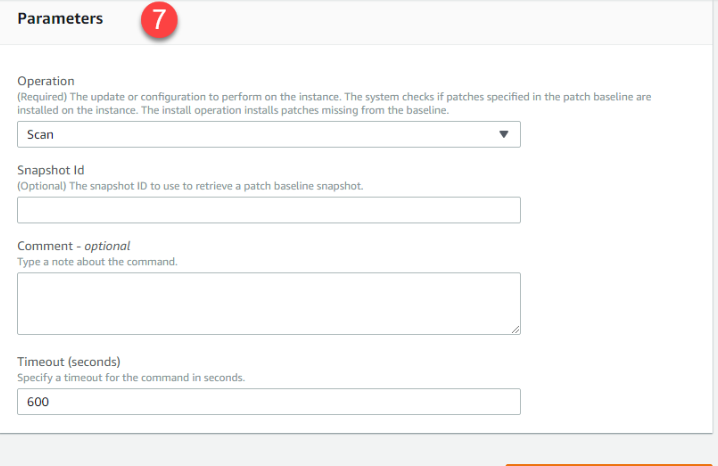 Parameters 7
Operation
(Required) The update or configuration to perform on the instance. The system checks if patches specified in the patch baseline are
installed on the instance. The install operation installs patches missing from the baseline.
Scan
Snapshot Id
(Optional) The snapshot ID to use to retrieve a patch baseline snapshot.
Comment - optional
Type a note about the command.
Timeout (seconds)
Specify a timeout for the command in seconds.
600